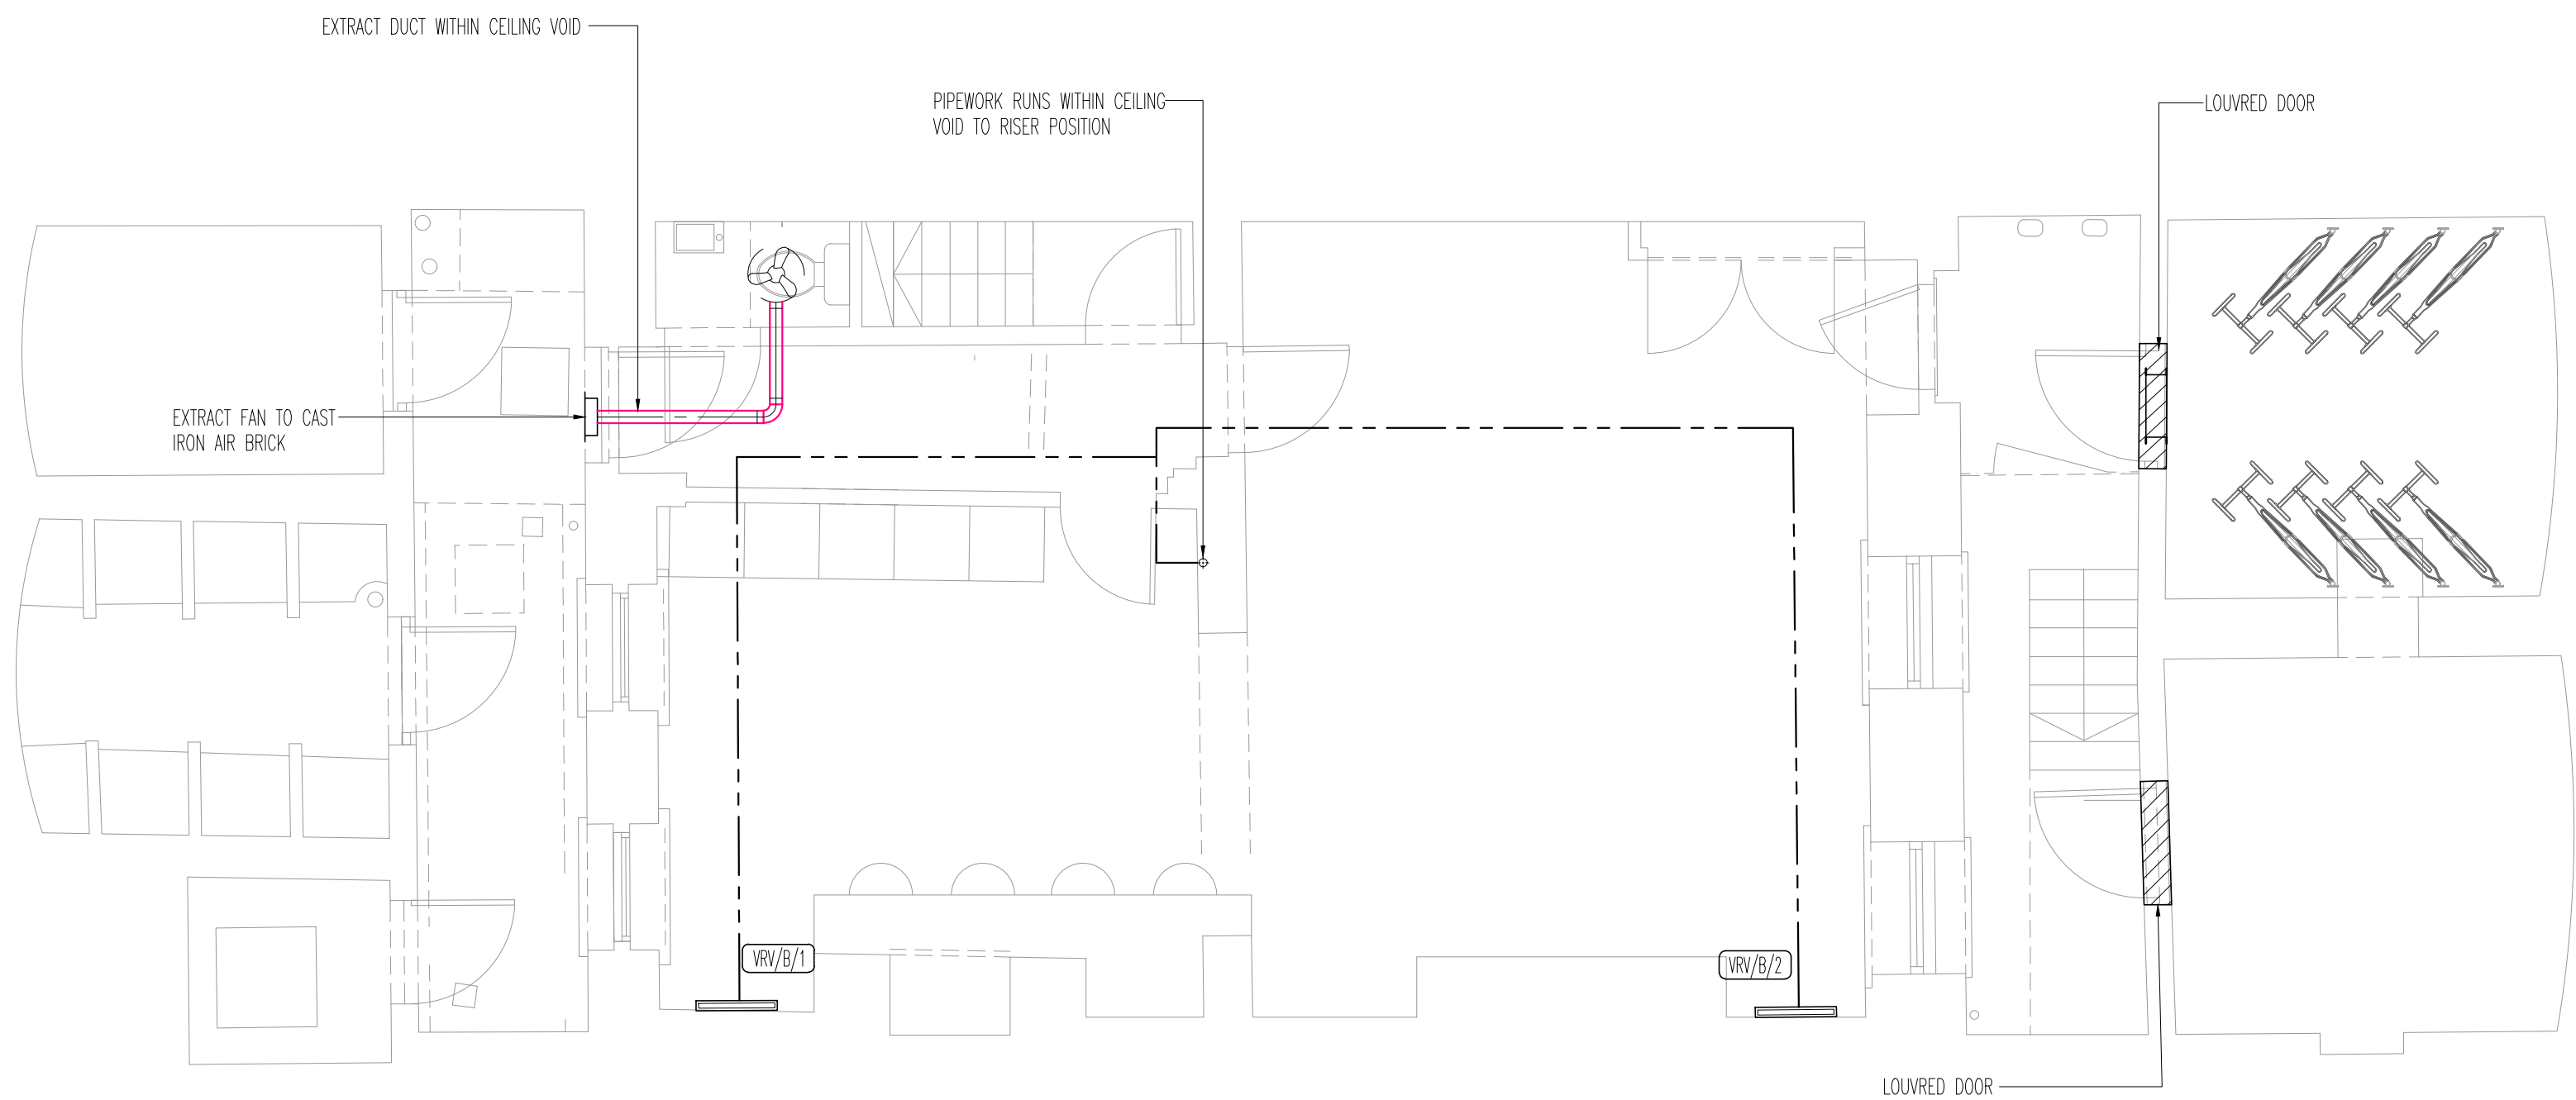 EXTRACT DUCT WITHIN CEILING VOID
PIPEWORK RUNS WITHIN CEILING
VOID TO RISER POSITION
LOUVRED DOOR
EXTRACT FAN TO CAST
IRON AIR BRICK
VRV/B/1
VRV/B/2
LOUVRED DOOR